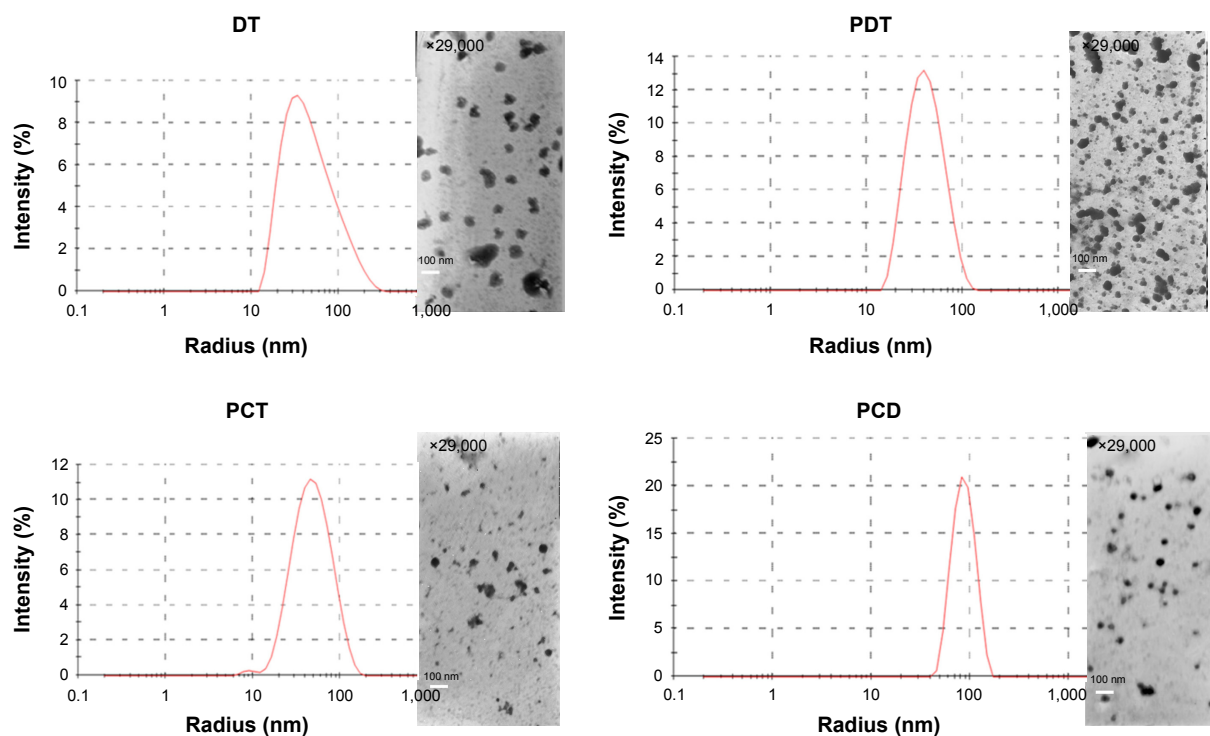 DT
×29,000
10
8
6
4
2
0
0.1 1 10 100 1,000
Intensity (%)
Radius (nm)
100 nm
PDT
×29,000
14
12
10
8
6
4
2
0
0.1 1 10 100 1,000
Intensity (%)
Radius (nm)
100 nm
PCT
×29,000
12
10
8
6
4
2
0
0.1 1 10 100 1,000
Intensity (%)
Radius (nm)
100 nm
PCD
×29,000
25
20
15
10
5
0
0.1 1 10 100 1,000
Intensity (%)
Radius (nm)
100 nm